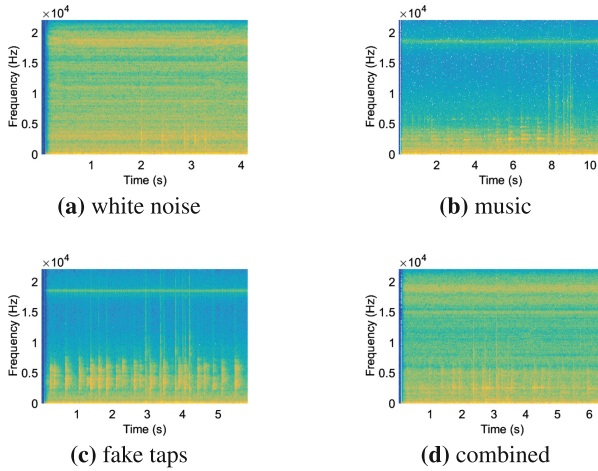 ×10⁴
2
1.5
1
0.5
0
Frequency (Hz)
1 2 3 4
Time (s)
(a) white noise
×10⁴
2
1.5
1
0.5
0
Frequency (Hz)
2 4 6 8 10
Time (s)
(b) music
×10⁴
2
1.5
1
0.5
0
Frequency (Hz)
1 2 3 4 5
Time (s)
(c) fake taps
×10⁴
2
1.5
1
0.5
0
Frequency (Hz)
1 2 3 4 5 6
Time (s)
(d) combined